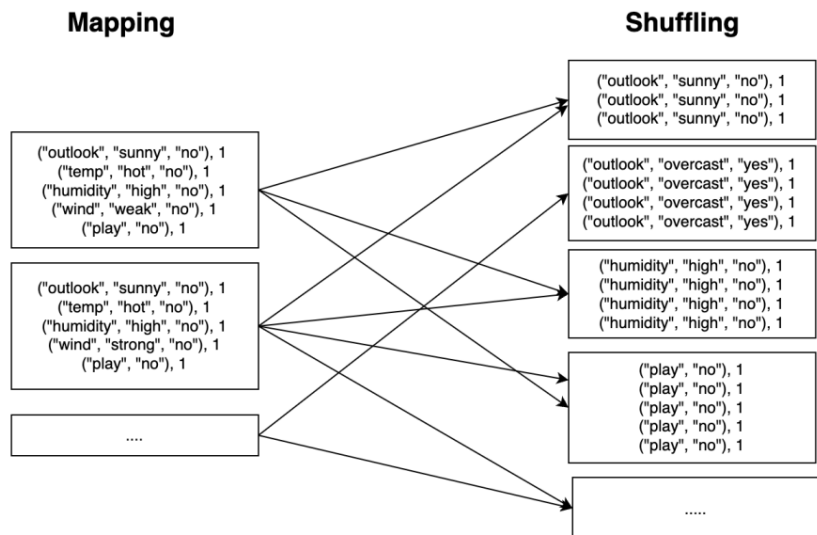 Mapping
Shuffling
("outlook", "sunny", "no"), 1
("temp", "hot", "no"), 1
("humidity", "high", "no"), 1
("wind", "weak", "no"), 1
("play", "no"), 1
("outlook", "sunny", "no"), 1
("temp", "hot", "no"), 1
("humidity", "high", "no"), 1
("wind", "strong", "no"), 1
("play", "no"), 1
....
("outlook", "sunny", "no"), 1
("outlook", "sunny", "no"), 1
("outlook", "sunny", "no"), 1
("outlook", "overcast", "yes"), 1
("outlook", "overcast", "yes"), 1
("outlook", "overcast", "yes"), 1
("outlook", "overcast", "yes"), 1
("humidity", "high", "no"), 1
("humidity", "high", "no"), 1
("humidity", "high", "no"), 1
("humidity", "high", "no"), 1
("play", "no"), 1
("play", "no"), 1
("play", "no"), 1
("play", "no"), 1
("play", "no"), 1
.....